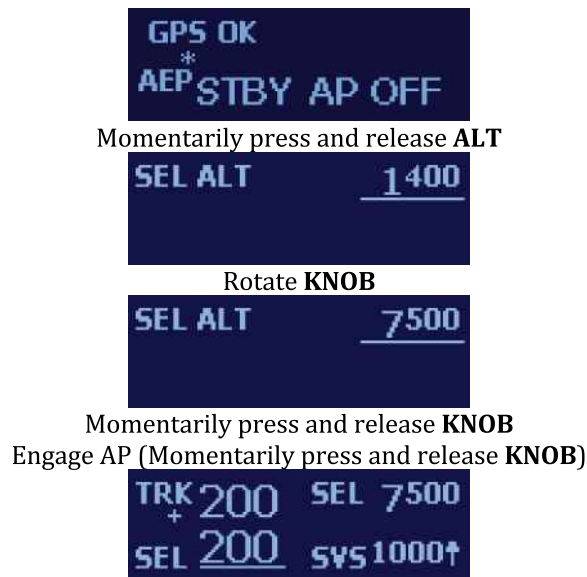 GPS OK
*
AEP STBY AP OFF
Momentarily press and release ALT
SEL ALT 1400
Rotate KNOB
SEL ALT 7500
Momentarily press and release KNOB
Engage AP (Momentarily press and release KNOB)
TRK 200 SEL 7500
+
SEL 200 SVS 1000↑